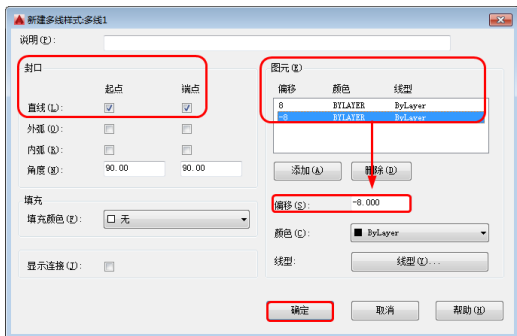 新建多线样式:多线1
说明(P):
封口
起点 端点
直线(L):
外弧(O):
内弧(R):
角度(N): 90.00 90.00
填充
填充颜色(F): 无
显示连接(J):
图元(E)
偏移 颜色 线型
8 BYLAYER ByLayer
-8 BYLAYER ByLayer
添加(A) 删除(D)
偏移(S): -8.000
颜色(C): ByLayer
线型: 线型(Y)...
确定 取消 帮助(H)